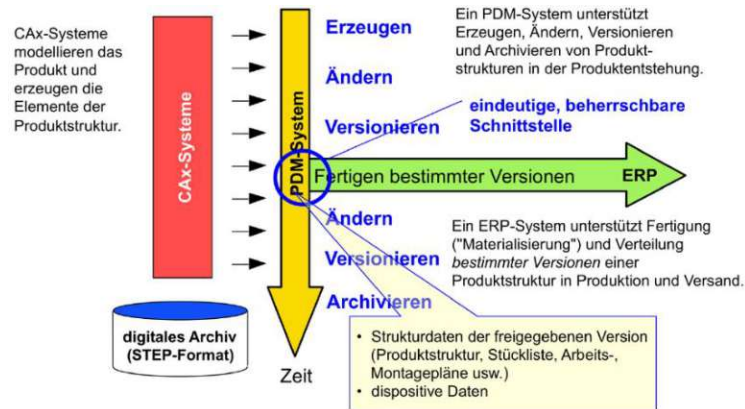 CAx-Systeme
modellieren das
Produkt und
erzeugen die
Elemente der
Produktstruktur.
CAx-Systeme
digitales Archiv
(STEP-Format)
PDM-System
Zeit
Erzeugen
Ändern
Versionieren
Fertigen bestimmter Versionen
ERP
Ändern
Versionieren
Archivieren
Ein PDM-System unterstützt
Erzeugen, Ändern, Versionieren
und Archivieren von Produkt-
strukturen in der Produktentstehung.
eindeutige, beherrschbare
Schnittstelle
Ein ERP-System unterstützt Fertigung
("Materialisierung") und Verteilung
bestimmter Versionen einer
Produktstruktur in Produktion und Versand.
• Strukturdaten der freigegebenen Version
(Produktstruktur, Stückliste, Arbeits-,
Montagepläne usw.)
• dispositive Daten